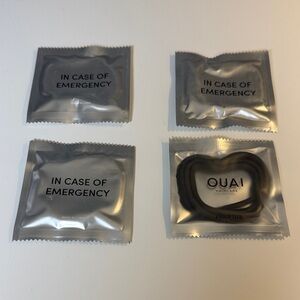 IN CASE OF
EMERGENCY
IN CASE OF
EMERGENCY
IN CASE OF
EMERGENCY
OUAI